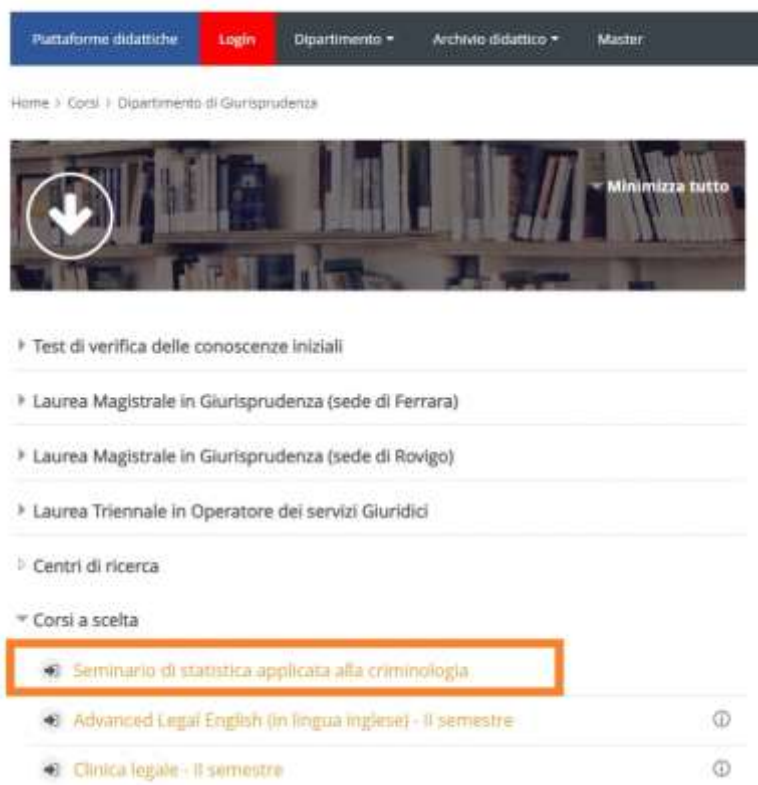 Piattaforme didattiche Login Dipartimento Archivio didattico Master
Home > Corsi > Dipartimento di Giurisprudenza
Minimizza tutto
Test di verifica delle conoscenze iniziali
Laurea Magistrale in Giurisprudenza (sede di Ferrara)
Laurea Magistrale in Giurisprudenza (sede di Rovigo)
Laurea Triennale in Operatore dei servizi Giuridici
Centri di ricerca
Corsi a scelta
Seminario di statistica applicata alla criminologia
Advanced Legal English (in lingua inglese) - II semestre
Clinica legale - II semestre